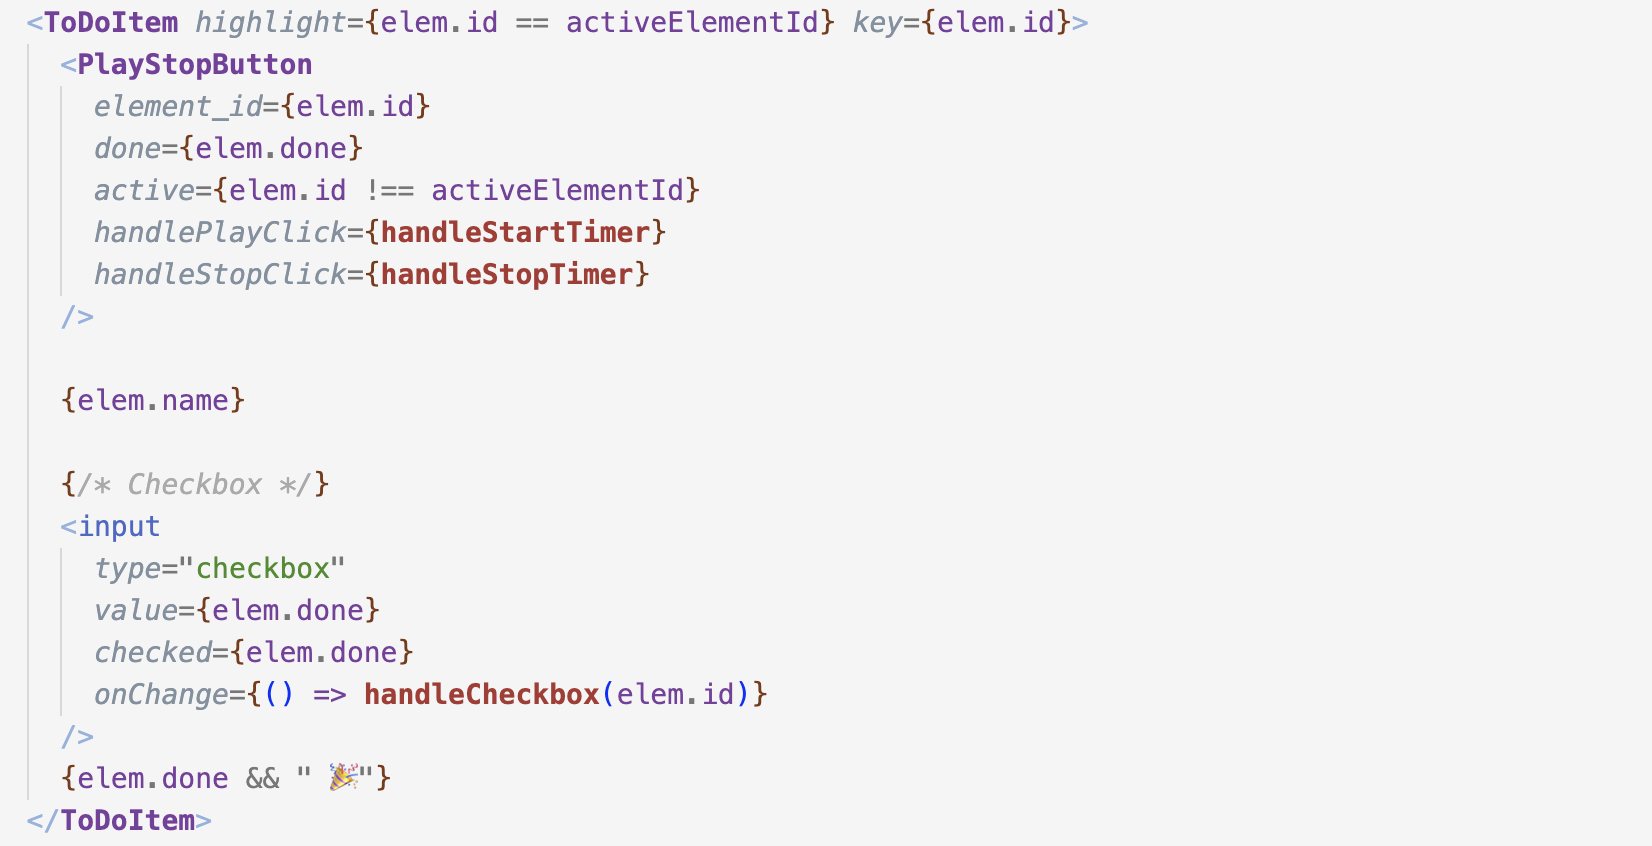 <ToDoItem highlight={elem.id == activeElementId} key={elem.id}>
<PlayStopButton
element_id={elem.id}
done={elem.done}
active={elem.id !== activeElementId}
handlePlayClick={handleStartTimer}
handleStopClick={handleStopTimer}
/>
{elem.name}
{/* Checkbox */}
<input
type="checkbox"
value={elem.done}
checked={elem.done}
onChange={() => handleCheckbox(elem.id)}
/>
{elem.done && " 🎉"}
</ToDoItem>